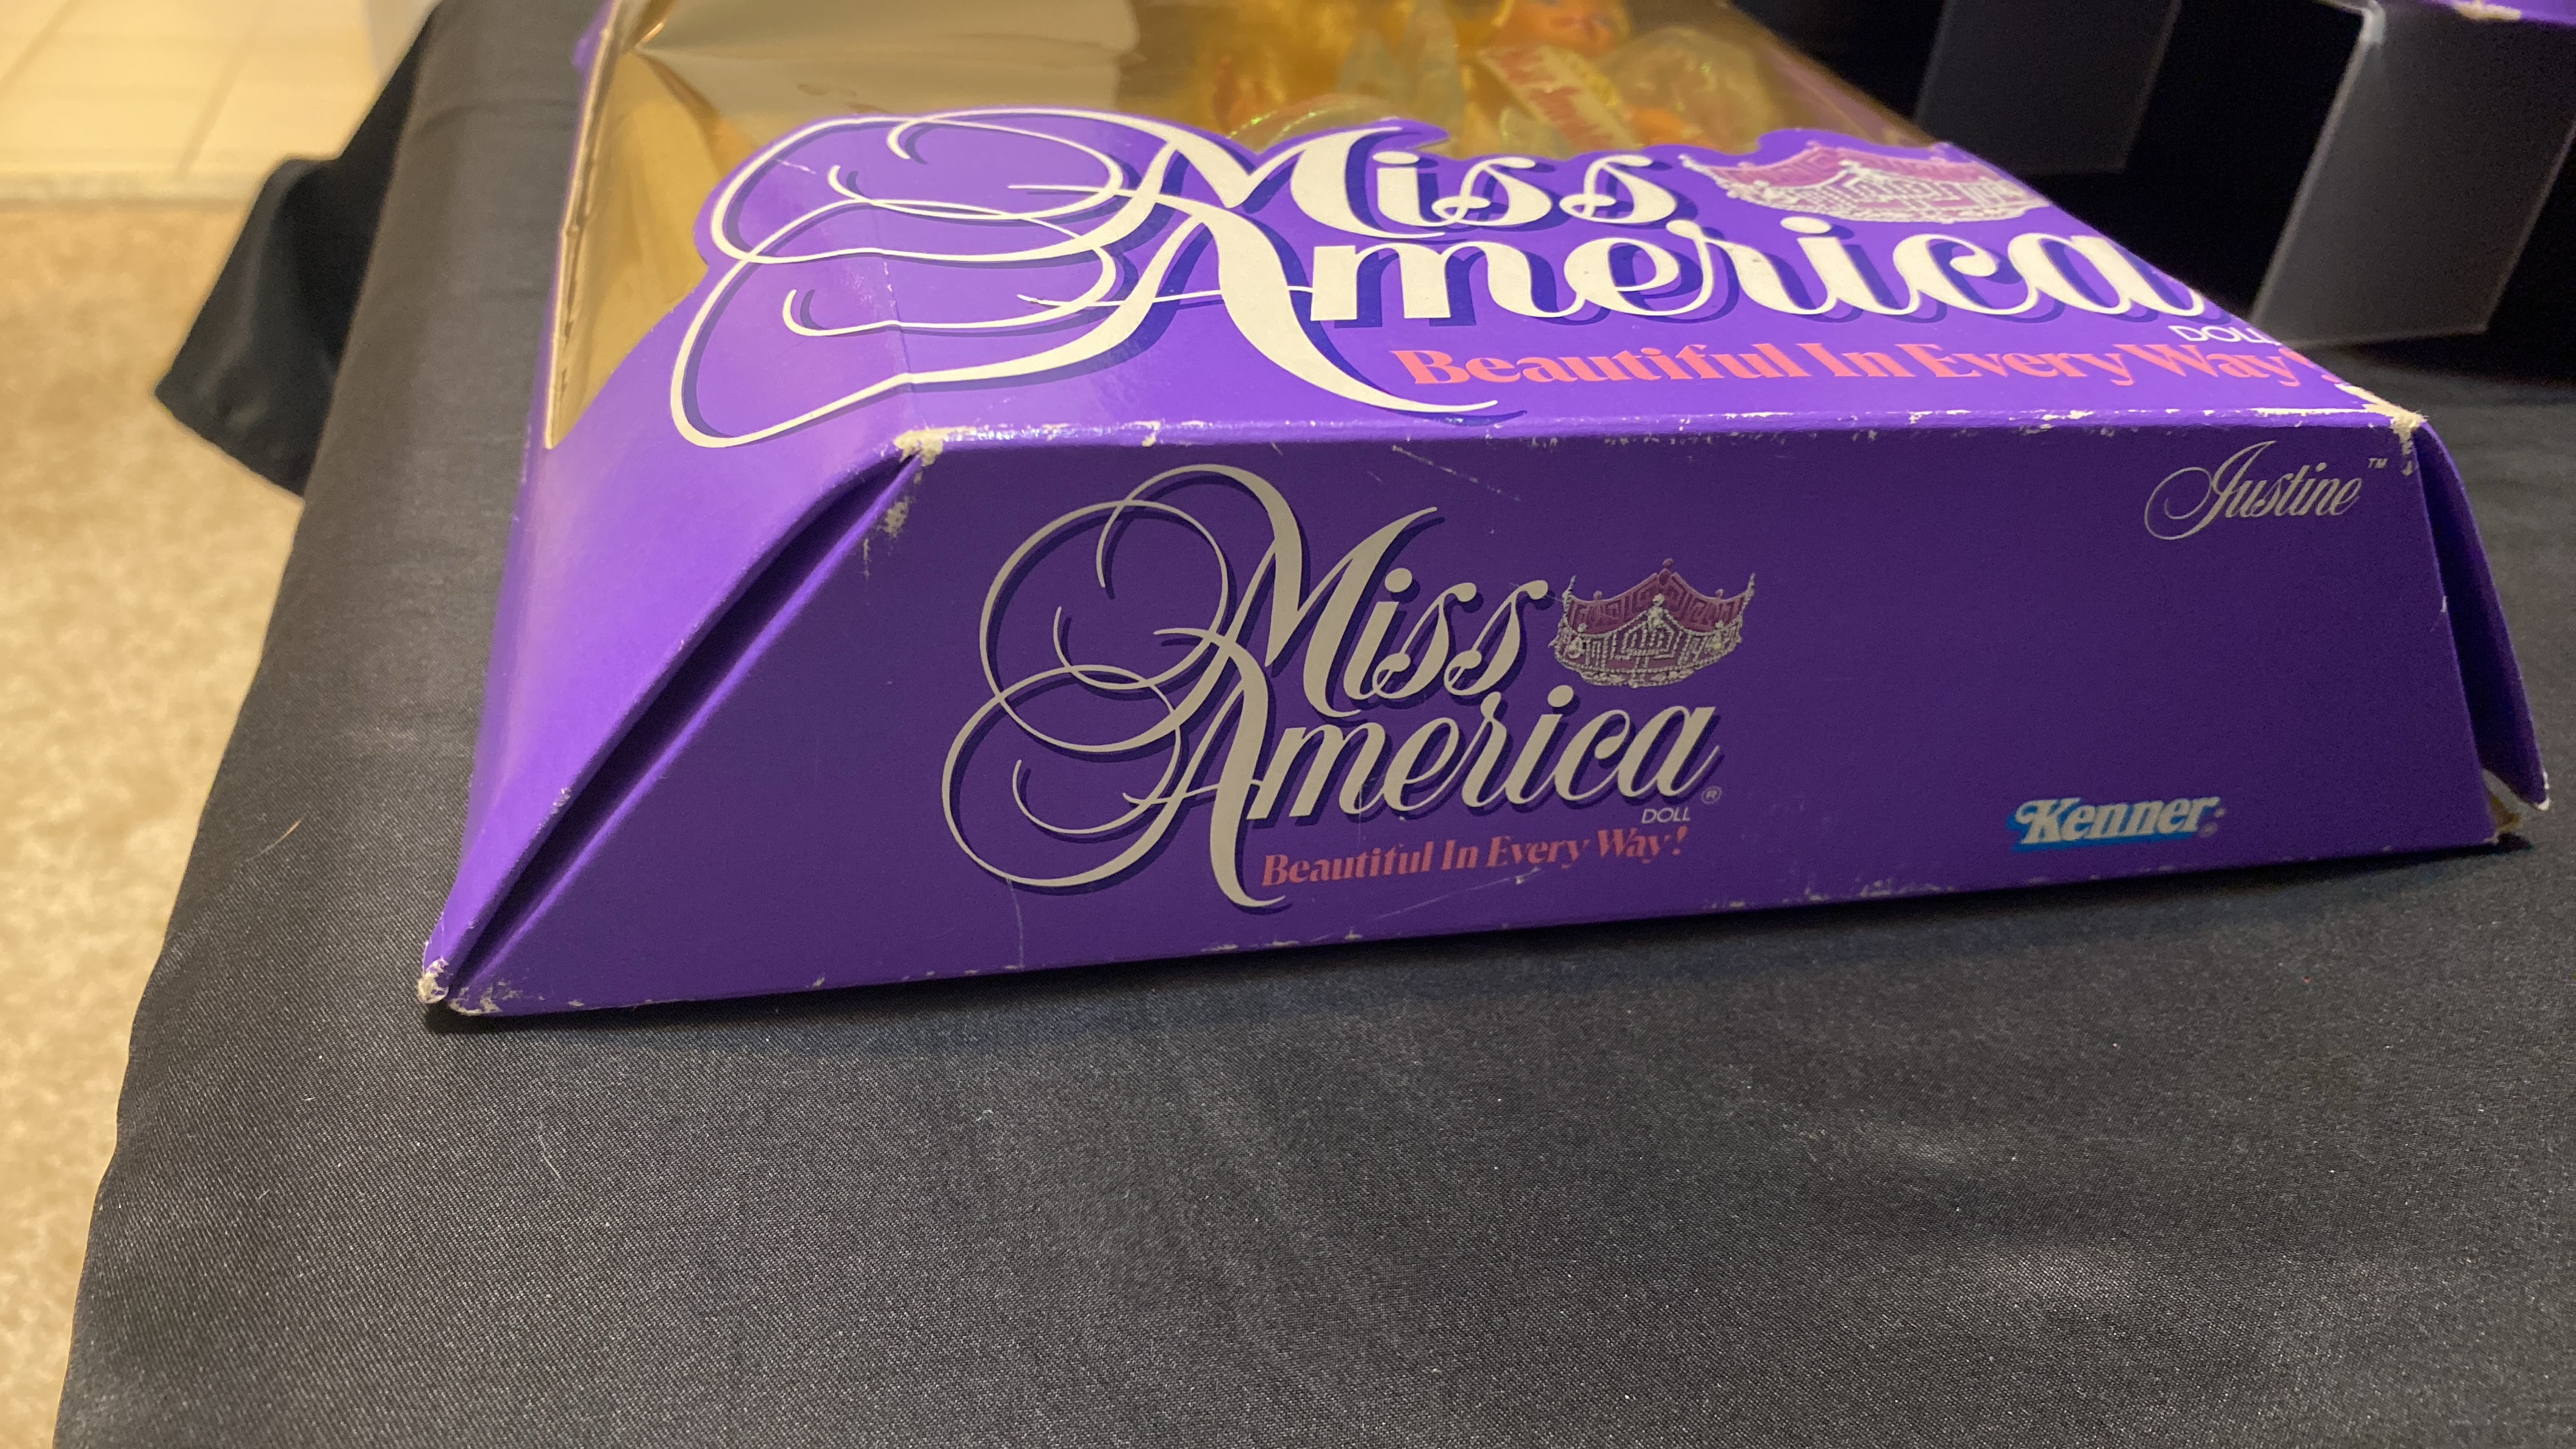 Miss
America
DOLL
Beautiful In Every Way!
Justine™
Miss
America®
DOLL
Beautiful In Every Way!
Kenner®